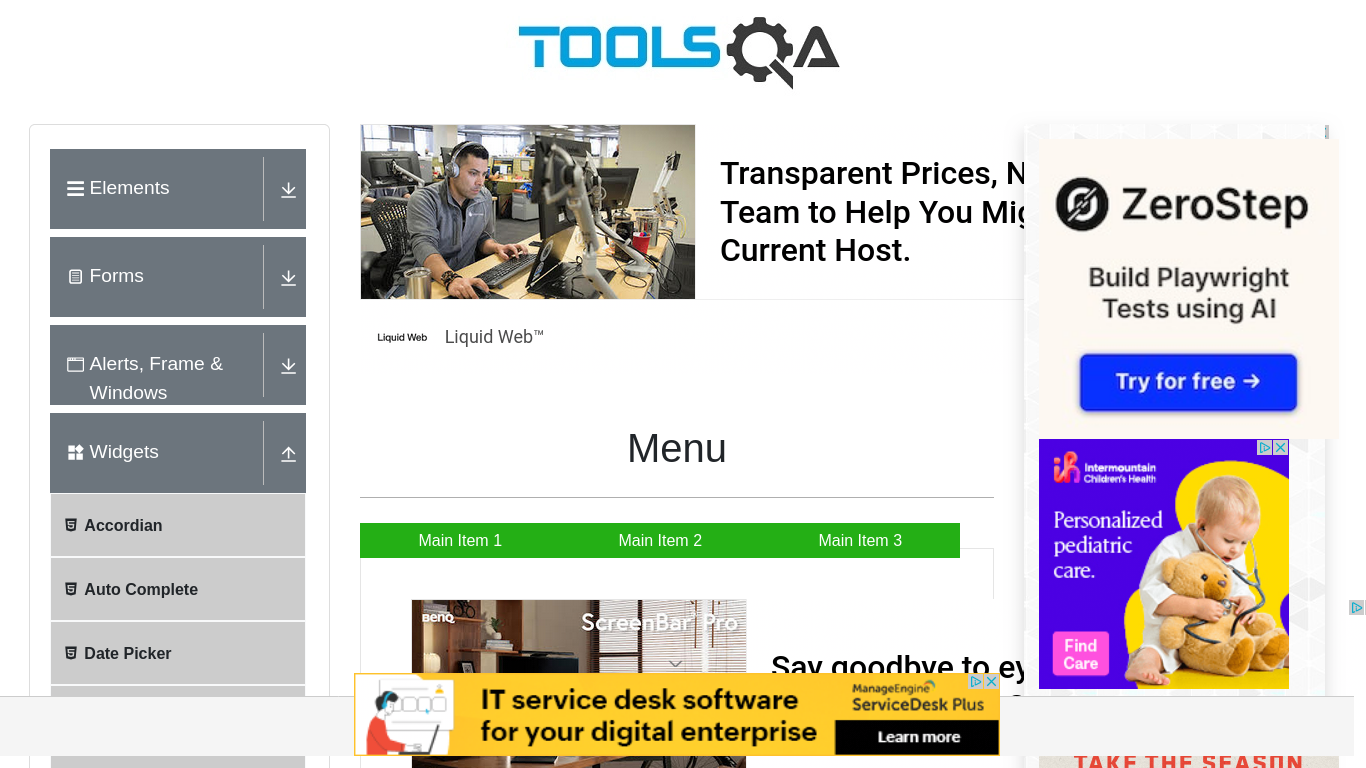 TOOLSQA
Elements
Forms
Alerts, Frame &
Windows
Widgets
Accordian
Auto Complete
Date Picker
Transparent Prices, N
Team to Help You Mig
Current Host.
Liquid Web
Liquid Web™
Menu
Main Item 1
Main Item 2
Main Item 3
BenQ
ScreenBar Pro
Say goodbye to ey
IT service desk software
for your digital enterprise
ManageEngine
ServiceDesk Plus
Learn more
ZeroStep
Build Playwright
Tests using AI
Try for free →
Intermountain
Children's Health
Personalized
pediatric
care.
Find
Care
TAKE THE SEASON